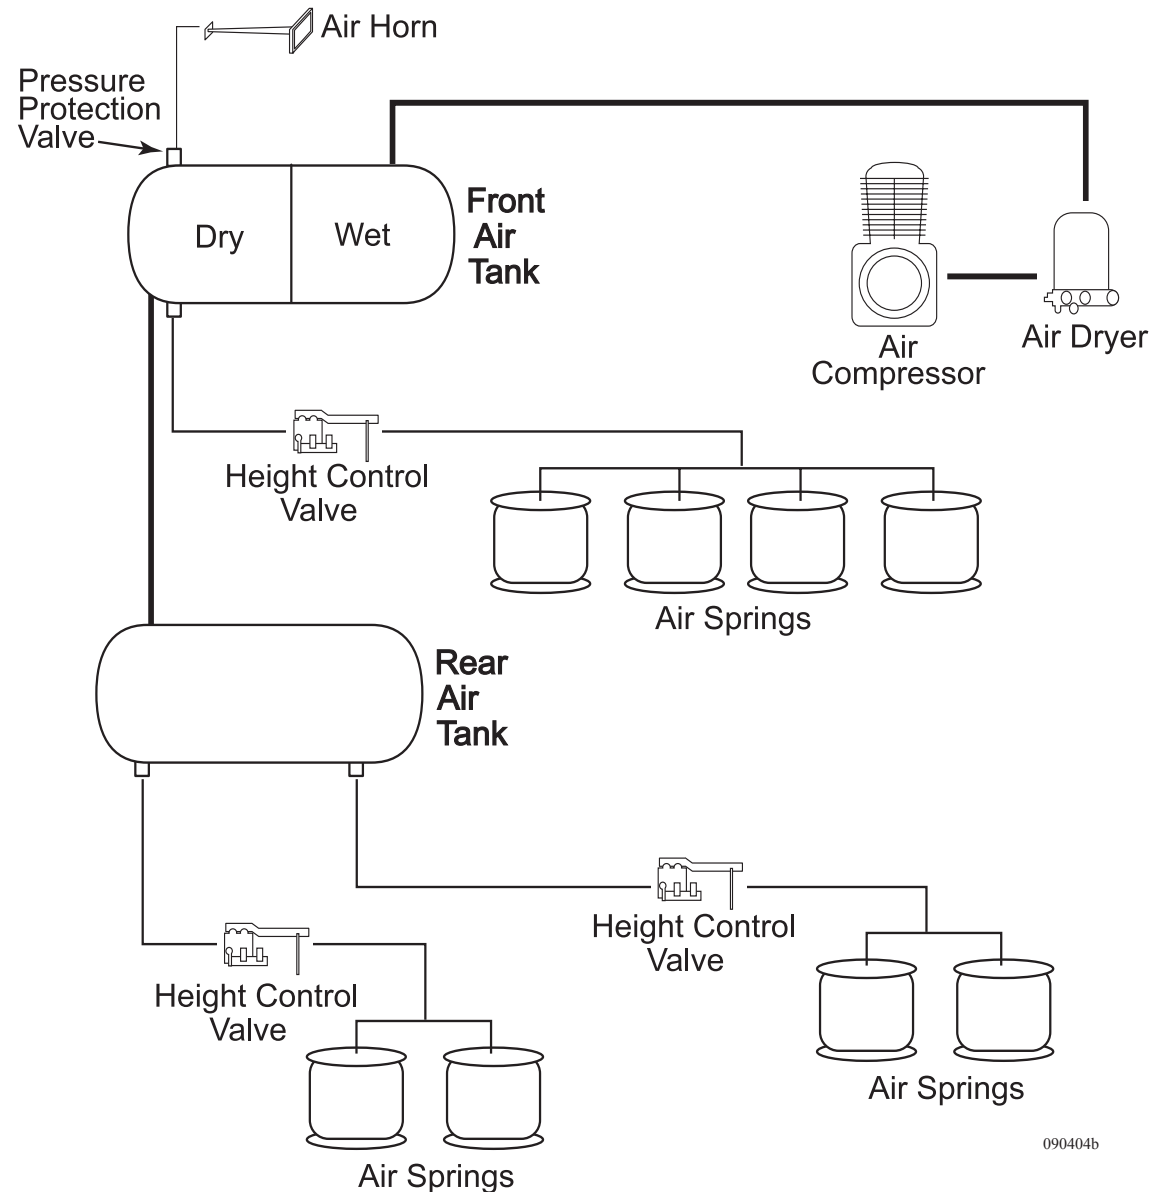 Air Horn
Pressure
Protection
Valve
Front
Air
Tank
Dry
Wet
Air Dryer
Air
Compressor
Height Control
Valve
Air Springs
Rear
Air
Tank
Height Control
Valve
Height Control
Valve
Air Springs
Air Springs
090404b